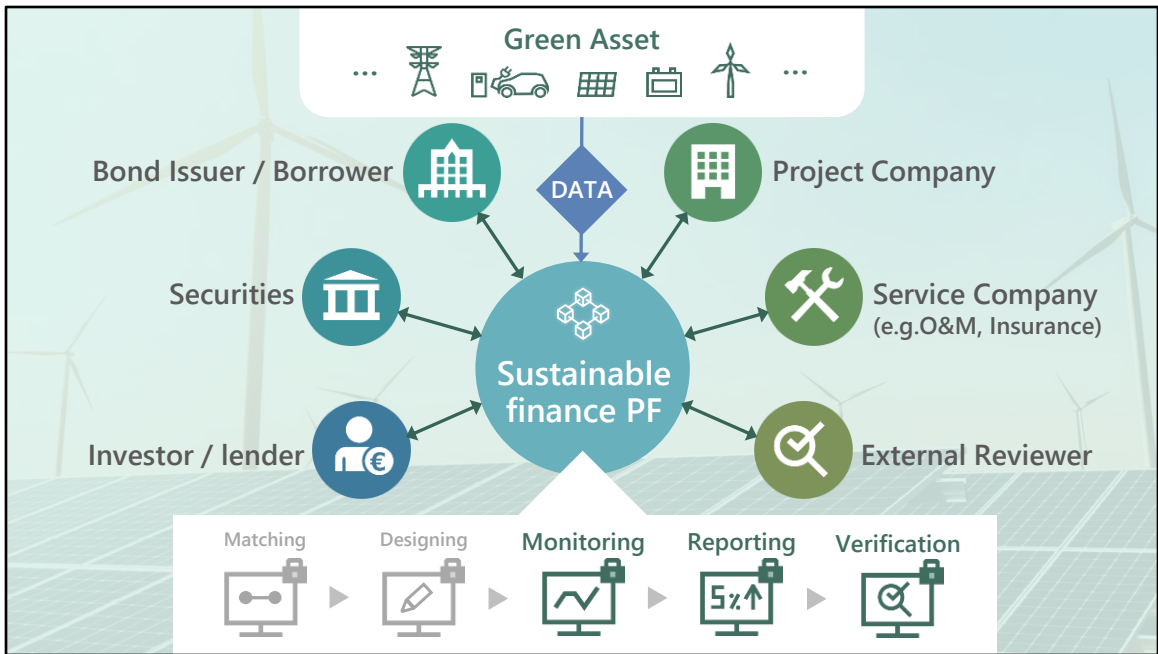 Green Asset
...
...
Bond Issuer / Borrower
DATA
Project Company
Securities
Service Company
(e.g.O&M, Insurance)
Sustainable
finance PF
Investor / lender
€
External Reviewer
Matching
Designing
Monitoring
Reporting
Verification
5%↑